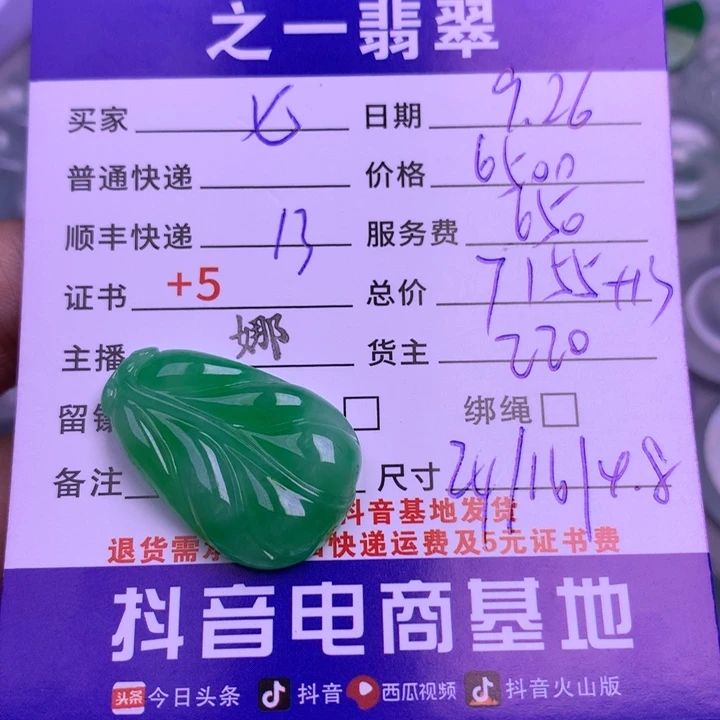 之一翡翠
买家 日期 9.26
普通快递 价格 6500
顺丰快递 13 服务费 650
证书 +5 总价 7155+13
主播 娜 货主 220
留 绑绳
备注 尺寸 24/16/4.8
抖音基地发货
退货需 快递运费及5元证书费
抖音电商基地
头条 今日头条 抖音 西瓜视频 抖音火山版